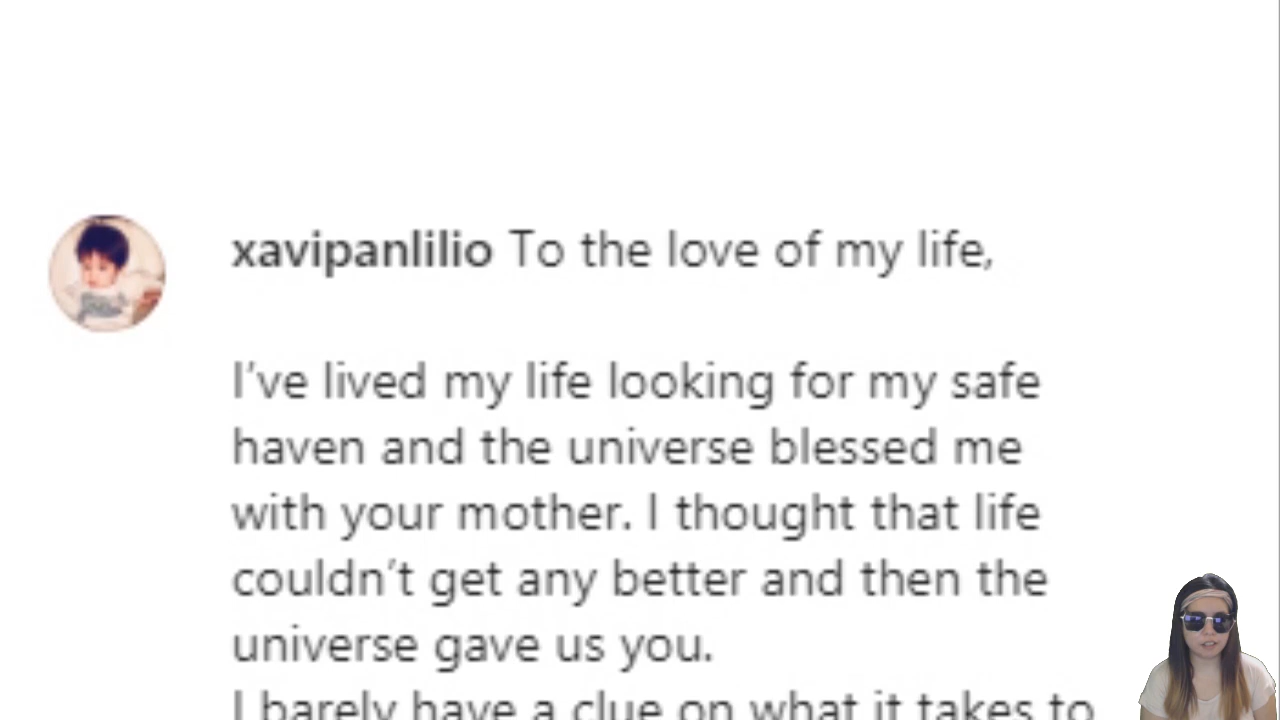 xavipanlilio To the love of my life,
I've lived my life looking for my safe
haven and the universe blessed me
with your mother. I thought that life
couldn't get any better and then the
universe gave us you.
I barely have a clue on what it takes to